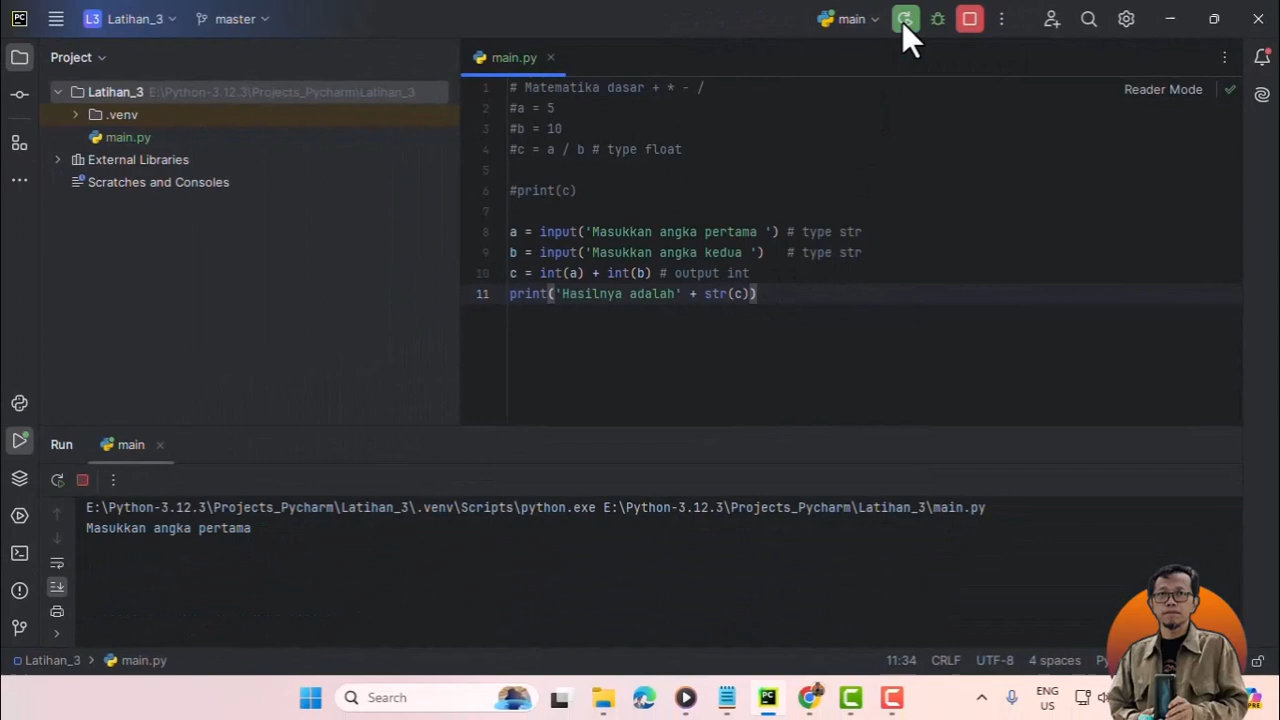 PC
L3 Latihan_3
master
main
Project
main.py
Latihan_3 E:\Python-3.12.3\Projects_Pycharm\Latihan_3
.venv
main.py
External Libraries
Scratches and Consoles
Reader Mode
1 # Matematika dasar + * - /
2 #a = 5
3 #b = 10
4 #c = a / b # type float
5
6 #print(c)
7
8 a = input('Masukkan angka pertama ') # type str
9 b = input('Masukkan angka kedua ') # type str
10 c = int(a) + int(b) # output int
11 print('Hasilnya adalah' + str(c))
Run main
E:\Python-3.12.3\Projects_Pycharm\Latihan_3\.venv\Scripts\python.exe E:\Python-3.12.3\Projects_Pycharm\Latihan_3\main.py
Masukkan angka pertama
Latihan_3 main.py
11:34 CRLF UTF-8 4 spaces
Search
PC
ENG
US
PRE